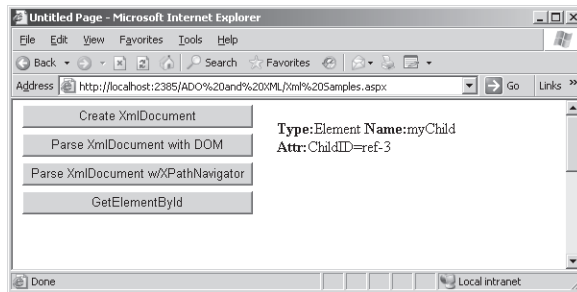 Untitled Page - Microsoft Internet Explorer
File Edit View Favorites Tools Help
Back Search Favorites
Address http://localhost:2385/ADO%20and%20XML/Xml%20Samples.aspx Go Links »
Create XmlDocument
Parse XmlDocument with DOM
Parse XmlDocument w/XPathNavigator
GetElementById
Type:Element Name:myChild
Attr:ChildID=ref-3
Done Local intranet